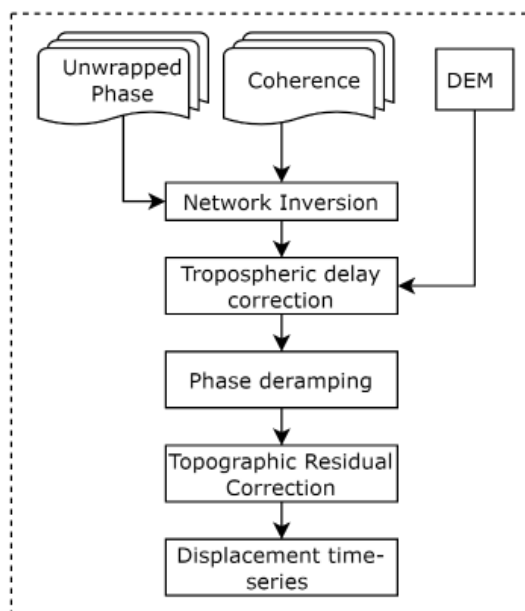 Unwrapped
Phase
Coherence
DEM
Network Inversion
Tropospheric delay
correction
Phase deramping
Topographic Residual
Correction
Displacement time-
series